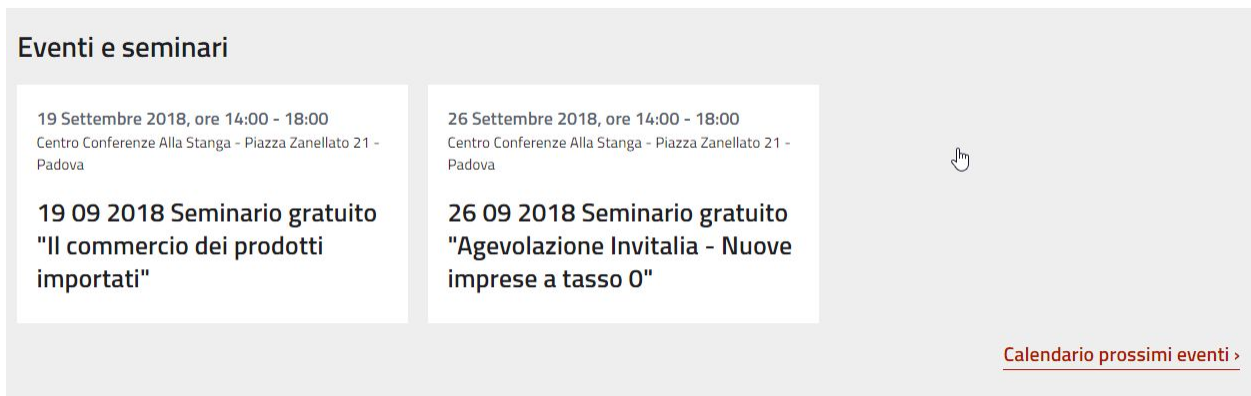 Eventi e seminari
19 Settembre 2018, ore 14:00 - 18:00
Centro Conferenze Alla Stanga - Piazza Zanellato 21 -
Padova
19 09 2018 Seminario gratuito
"Il commercio dei prodotti
importati"
26 Settembre 2018, ore 14:00 - 18:00
Centro Conferenze Alla Stanga - Piazza Zanellato 21 -
Padova
26 09 2018 Seminario gratuito
"Agevolazione Invitalia - Nuove
imprese a tasso 0"
Calendario prossimi eventi ›